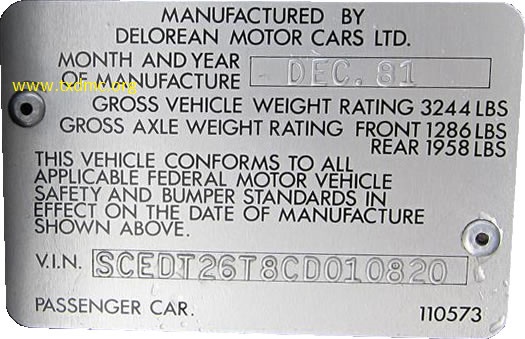 MANUFACTURED BY
DELOREAN MOTOR CARS LTD.
MONTH AND YEAR
OF MANUFACTURE DEC. 81
www.txdmc.org
GROSS VEHICLE WEIGHT RATING 3244 LBS
GROSS AXLE WEIGHT RATING FRONT 1286 LBS
REAR 1958 LBS
THIS VEHICLE CONFORMS TO ALL
APPLICABLE FEDERAL MOTOR VEHICLE
SAFETY AND BUMPER STANDARDS IN
EFFECT ON THE DATE OF MANUFACTURE
SHOWN ABOVE.
V.I.N. SCEDT26T8CD010820
PASSENGER CAR. 110573